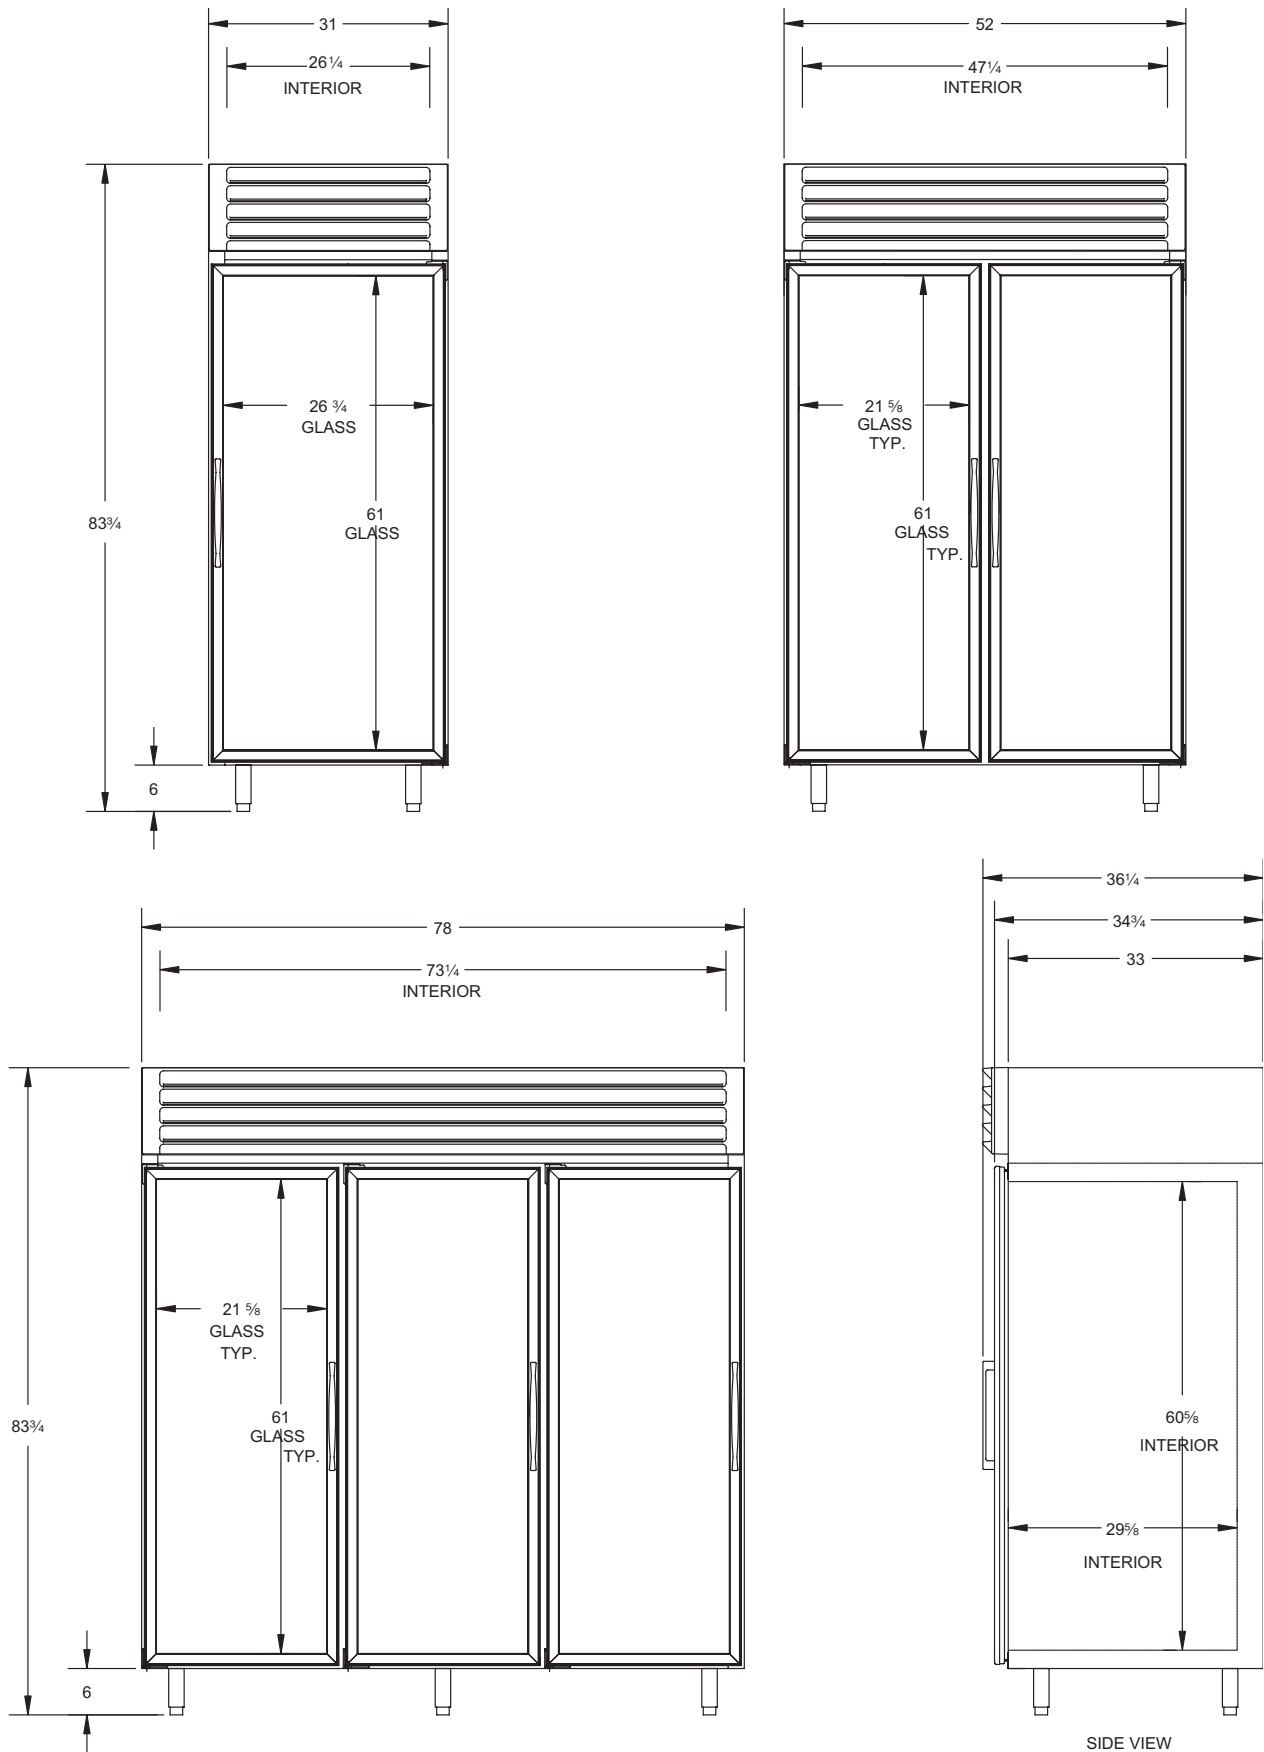 31
26¼
INTERIOR
26 ¾
GLASS
61
GLASS
83¾
6
52
47¼
INTERIOR
21 ⅝
GLASS
TYP.
61
GLASS
TYP.
78
73¼
INTERIOR
21 ⅝
GLASS
TYP.
61
GLASS
TYP.
83¾
6
36¼
34¾
33
60⅝
INTERIOR
29⅝
INTERIOR
SIDE VIEW